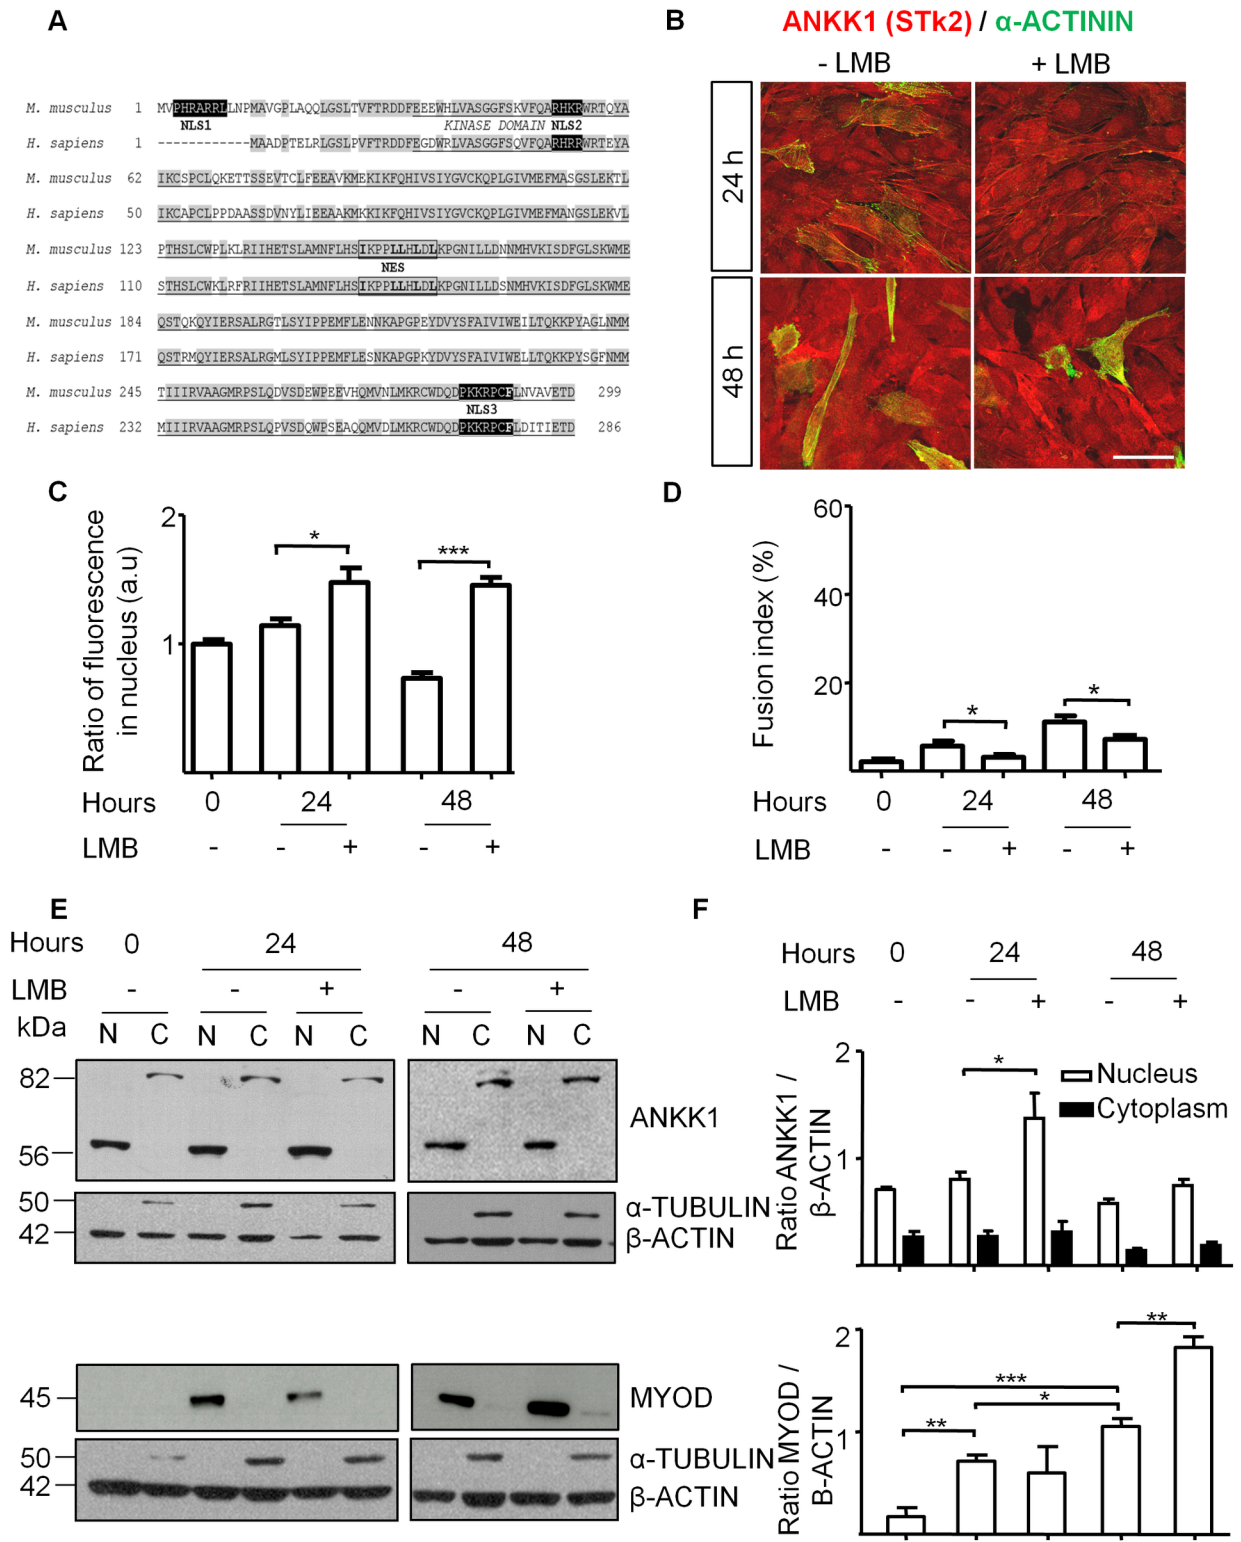 A
M. musculus 1 MVPHRARRLLNPMAVGPLAQQLGSLTVFTRDDFEEEWHLVASGGFSKVFQARHKRWRTQYA
NLS1 KINASE DOMAIN NLS2
H. sapiens 1 ------------MAADPTELRLGSLPVFTRDDFEGDWRLVASGGFSQVFQARHRRWRTEYA
M. musculus 62 IKCSPCLQKETTSSEVTCLFEEAVKMEKIKFQHIVSIYGVCKQPLGIVMEFMASGSLEKTL
H. sapiens 50 IKCAPCLPPDAASSDVNYLIEEAAKMKKIKFQHIVSIYGVCKQPLGIVMEFMANGSLEKVL
M. musculus 123 PTHSLCWPLKLRIIHETSLAMNFLHSIKPPLLHLDLKPGNILLDNNMHVKISDFGLSKWME
NES
H. sapiens 110 STHSLCWKLRFRIIHETSLAMNFLHSIKPPLLHLDLKPGNILLDSNMHVKISDFGLSKWME
M. musculus 184 QSTQKQYIERSALRGTLSYIPPEMFLENNKAPGPEYDVYSFAIVIWEILTQKKPYAGLNMM
H. sapiens 171 QSTRMQYIERSALRGMLSYIPPEMFLESNKAPGPKYDVYSFAIVIWELLTQKKPYSGFNMM
M. musculus 245 TIIIRVAAGMRPSLQDVSDEWPEEVHQMVNLMKRCWDQDPKKRPCFLNVAVETD 299
NLS3
H. sapiens 232 MIIIRVAAGMRPSLQPVSDQWPSEAQQMVDLMKRCWDQDPKKRPCFLDITIETD 286
B
ANKK1 (STk2) / α-ACTININ
- LMB + LMB
24 h
48 h
C
Ratio of fluorescence
in nucleus (a.u)
2
1
* ***
Hours 0 24 48
LMB - - + - +
D
Fusion index (%)
60
40
20
* *
Hours 0 24 48
LMB - - + - +
E
Hours 0 24 48
LMB - - + - +
kDa N C N C N C N C N C
82
56
ANKK1
50 α-TUBULIN
42 β-ACTIN
45 MYOD
50 α-TUBULIN
42 β-ACTIN
F
Hours 0 24 48
LMB - - + - +
Ratio ANKK1 /
β-ACTIN
2
1
*
Nucleus
Cytoplasm
Ratio MYOD /
B-ACTIN
2
1
**
***
*
**